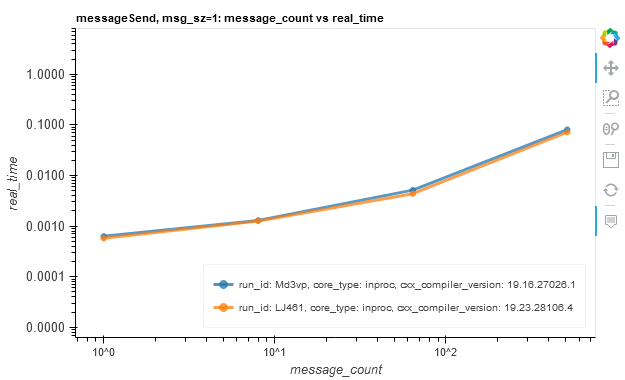 messageSend, msg_sz=1: message_count vs real_time
1.0000
0.1000
0.0100
0.0010
0.0001
0.0000
real_time
run_id: Md3vp, core_type: inproc, cxx_compiler_version: 19.16.27026.1
run_id: LJ461, core_type: inproc, cxx_compiler_version: 19.23.28106.4
10^0
10^1
10^2
message_count